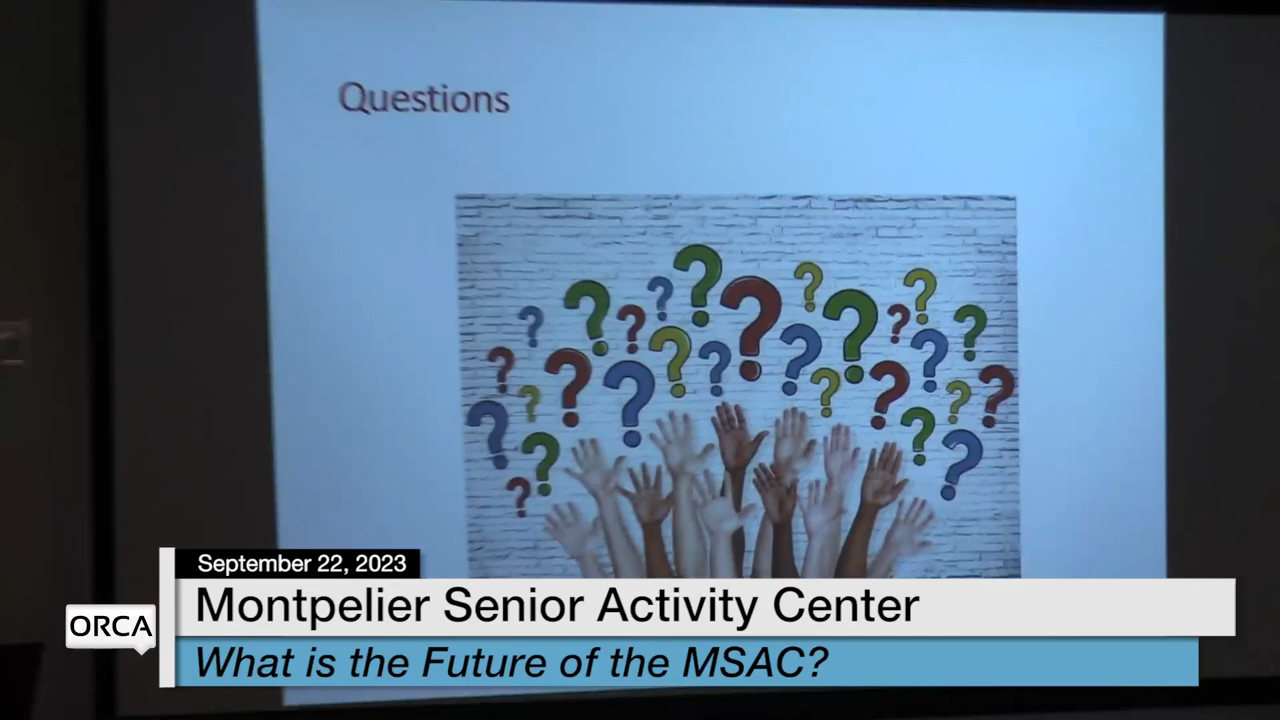 Questions
September 22, 2023
Montpelier Senior Activity Center
ORCA
What is the Future of the MSAC?